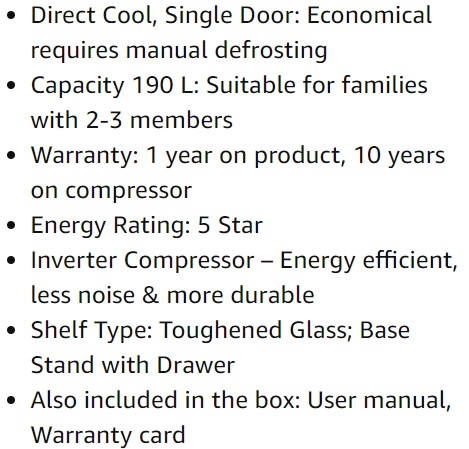 • Direct Cool, Single Door: Economical
requires manual defrosting
• Capacity 190 L: Suitable for families
with 2-3 members
• Warranty: 1 year on product, 10 years
on compressor
• Energy Rating: 5 Star
• Inverter Compressor – Energy efficient,
less noise & more durable
• Shelf Type: Toughened Glass; Base
Stand with Drawer
• Also included in the box: User manual,
Warranty card